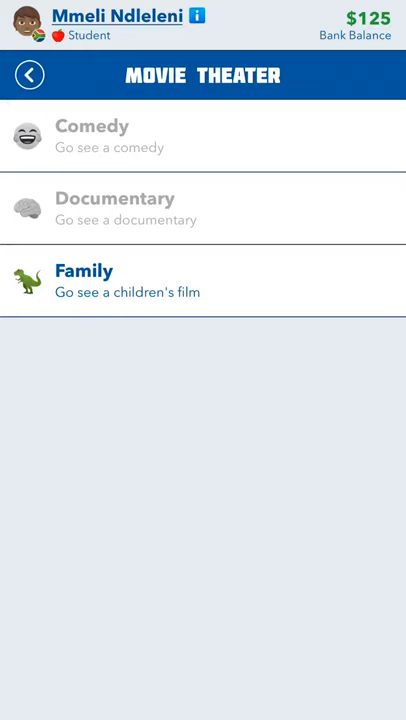 Mmeli Ndleleni
Student
$125
Bank Balance
MOVIE THEATER
Comedy
Go see a comedy
Documentary
Go see a documentary
Family
Go see a children's film